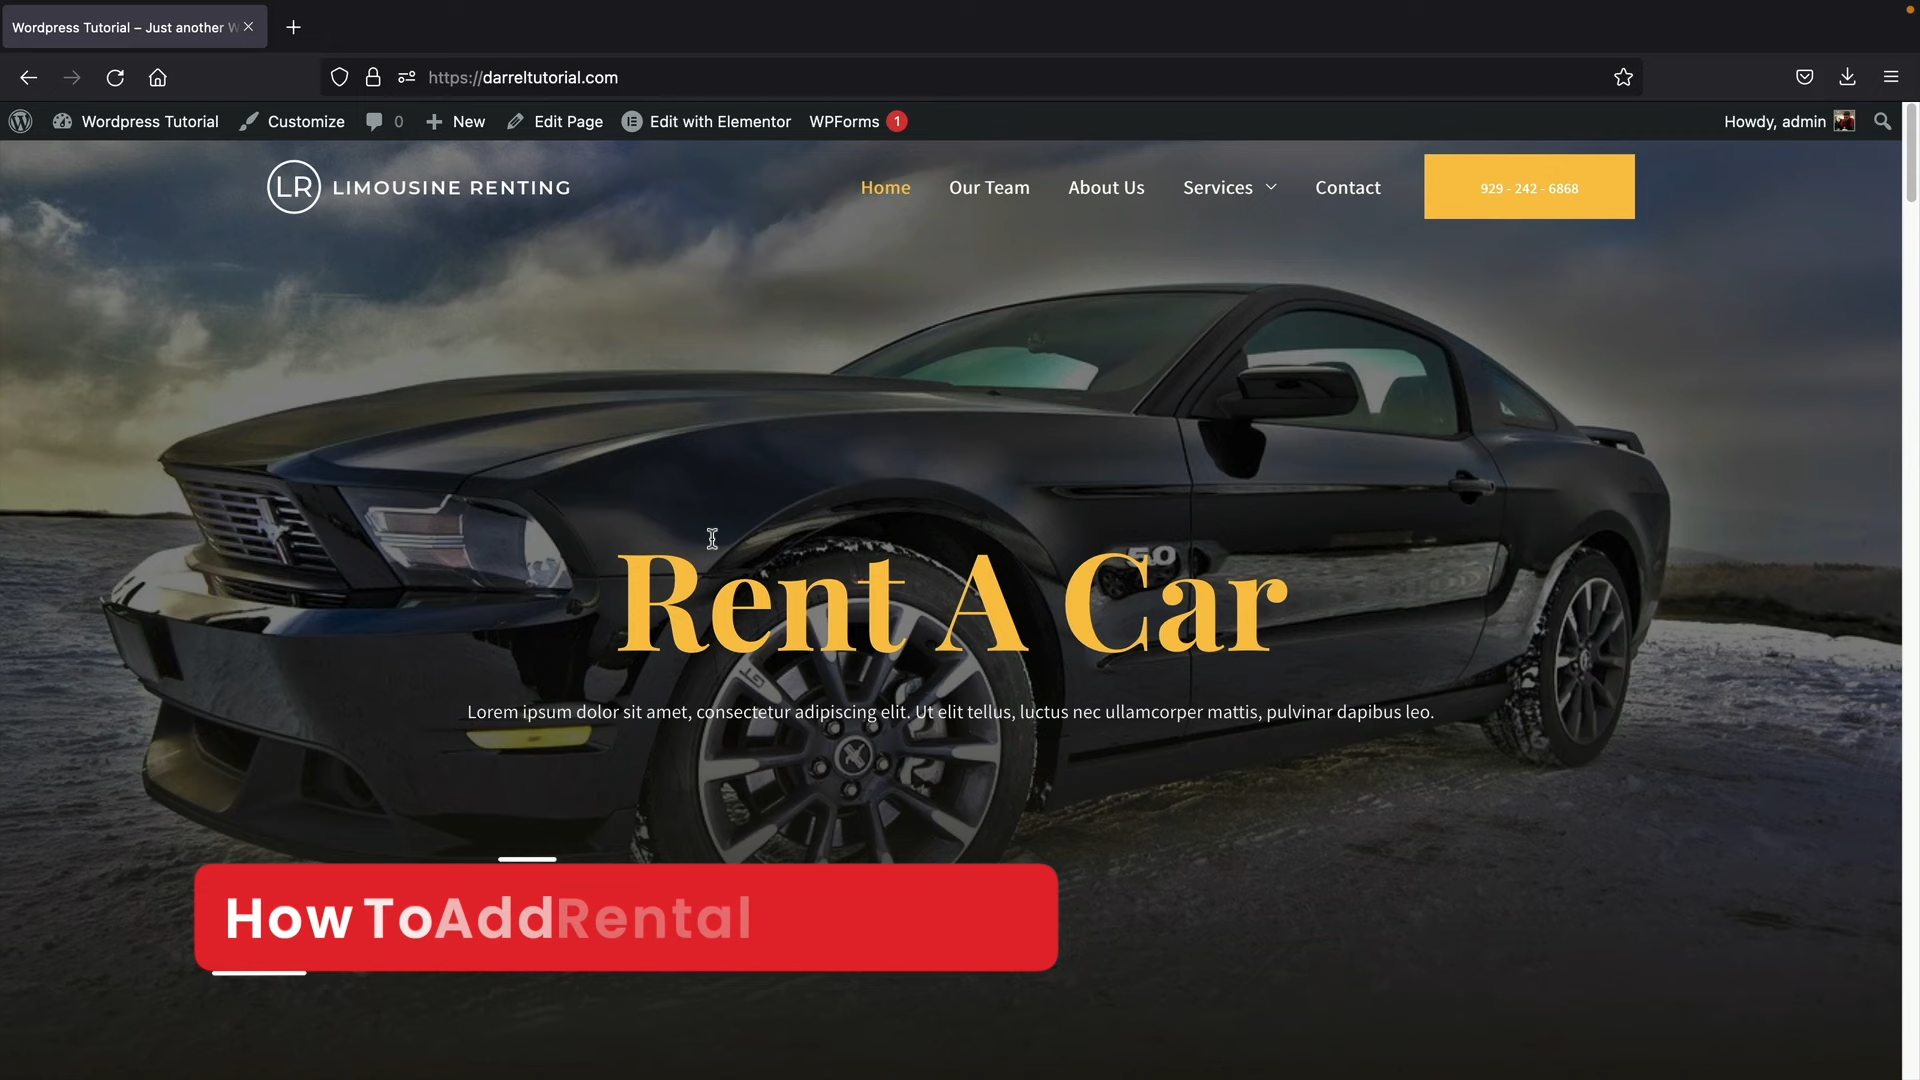 Wordpress Tutorial – Just another W
https://darreltutorial.com
Wordpress Tutorial Customize 0 New Edit Page Edit with Elementor WPForms 1 Howdy, admin
LR LIMOUSINE RENTING Home Our Team About Us Services Contact 929 - 242 - 6868
5.0
Rent A Car
GT
Lorem ipsum dolor sit amet, consectetur adipiscing elit. Ut elit tellus, luctus nec ullamcorper mattis, pulvinar dapibus leo.
How To Add Rental